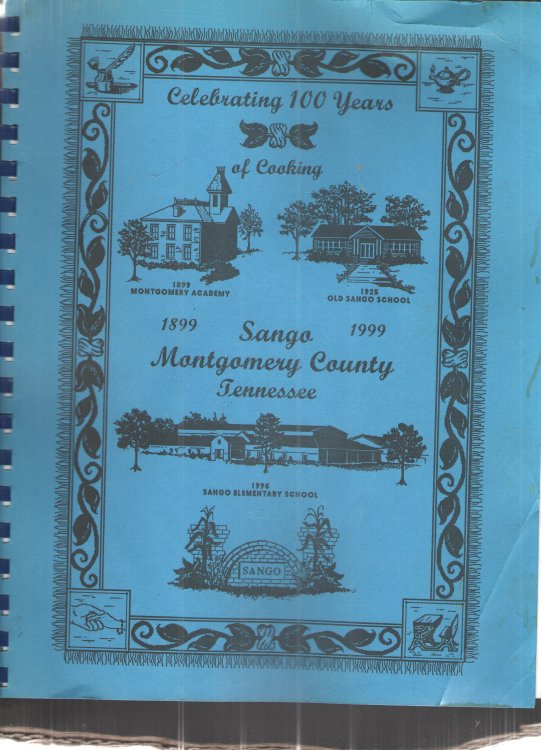 Celebrating 100 Years
of Cooking
1899
MONTGOMERY ACADEMY
1925
OLD SANGO SCHOOL
1899
1999
Sango
Montgomery County
Tennessee
1996
SANGO ELEMENTARY SCHOOL
SANGO